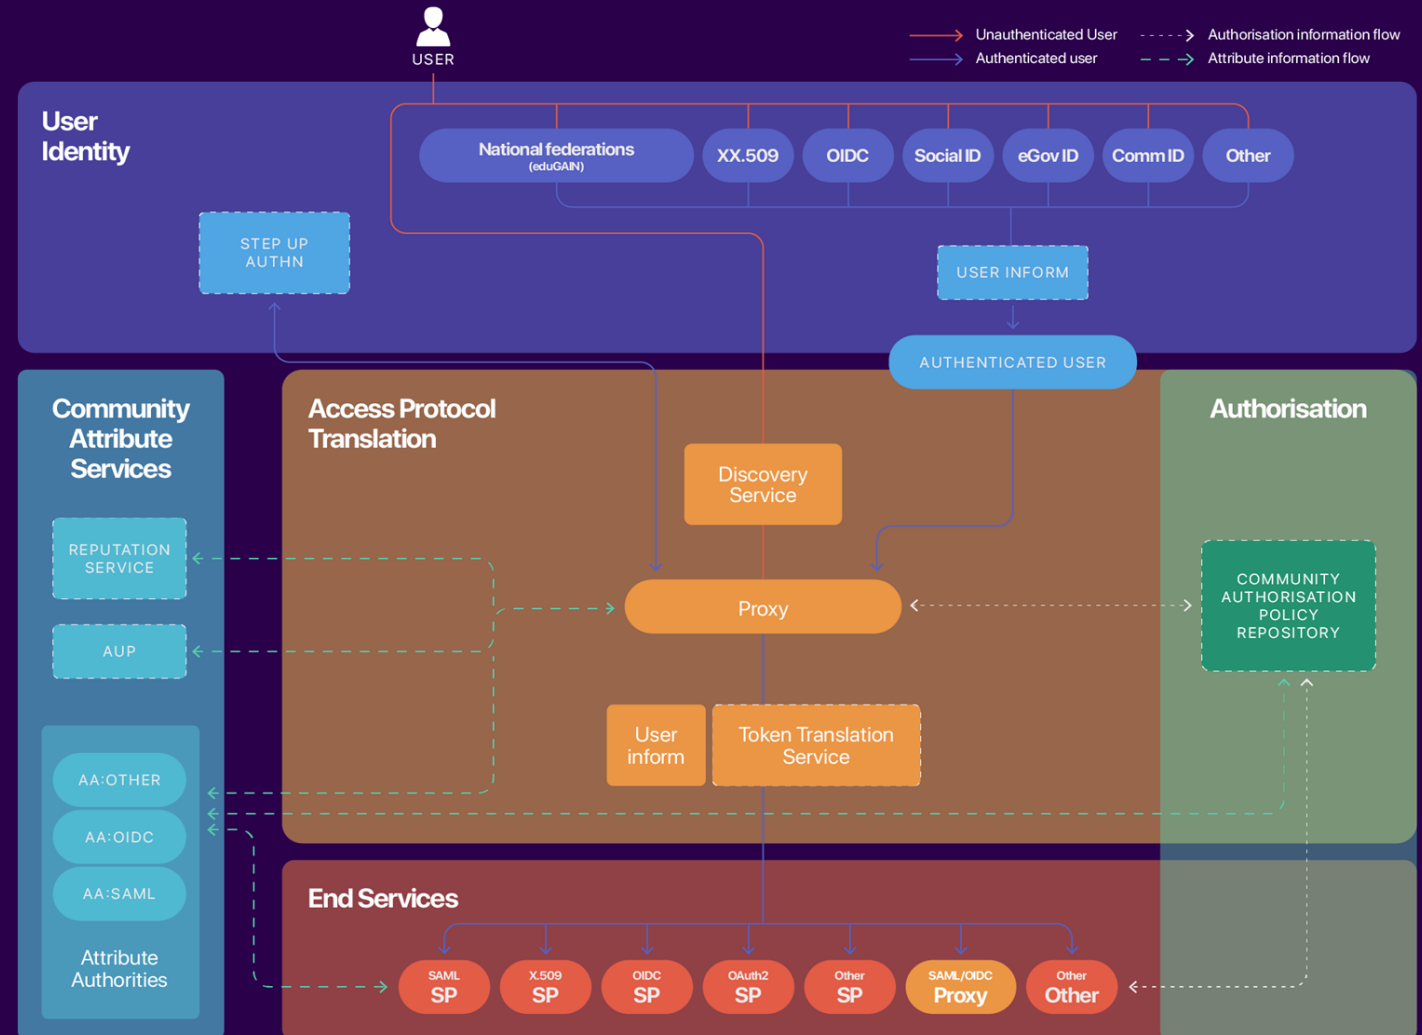 USER
Unauthenticated User
Authenticated user
Authorisation information flow
Attribute information flow
User
Identity
National federations
(eduGAIN)
XX.509
OIDC
Social ID
eGov ID
Comm ID
Other
STEP UP
AUTHN
USER INFORM
AUTHENTICATED USER
Community
Attribute
Services
Access Protocol
Translation
Authorisation
Discovery
Service
REPUTATION
SERVICE
AUP
Proxy
COMMUNITY
AUTHORISATION
POLICY
REPOSITORY
User
inform
Token Translation
Service
AA:OTHER
AA:OIDC
AA:SAML
Attribute
Authorities
End Services
SAML
SP
X.509
SP
OIDC
SP
OAuth2
SP
Other
SP
SAML/OIDC
Proxy
Other
Other